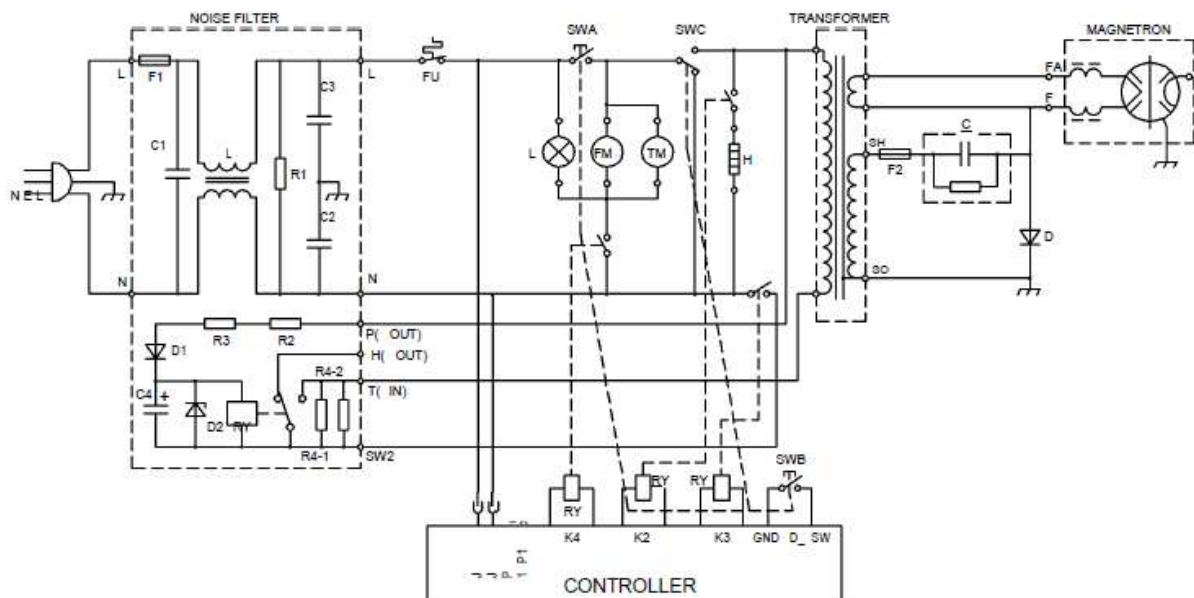 NOISE FILTER
SWA
SWC
TRANSFORMER
MAGNETRON
L
F1
L
FU
C3
FA
F
C1
L
R1
L
FM
TM
H
SH
F2
C
N E L
C2
D
N
N
SO
R3
R2
P( OUT)
D1
H( OUT)
R4-2
T( IN)
C4
+
D2
RY
R4-1
SW2
SWB
RY
RY
RY
K4
K2
K3
GND
D_ SW
J
J
P
1 P1
CONTROLLER